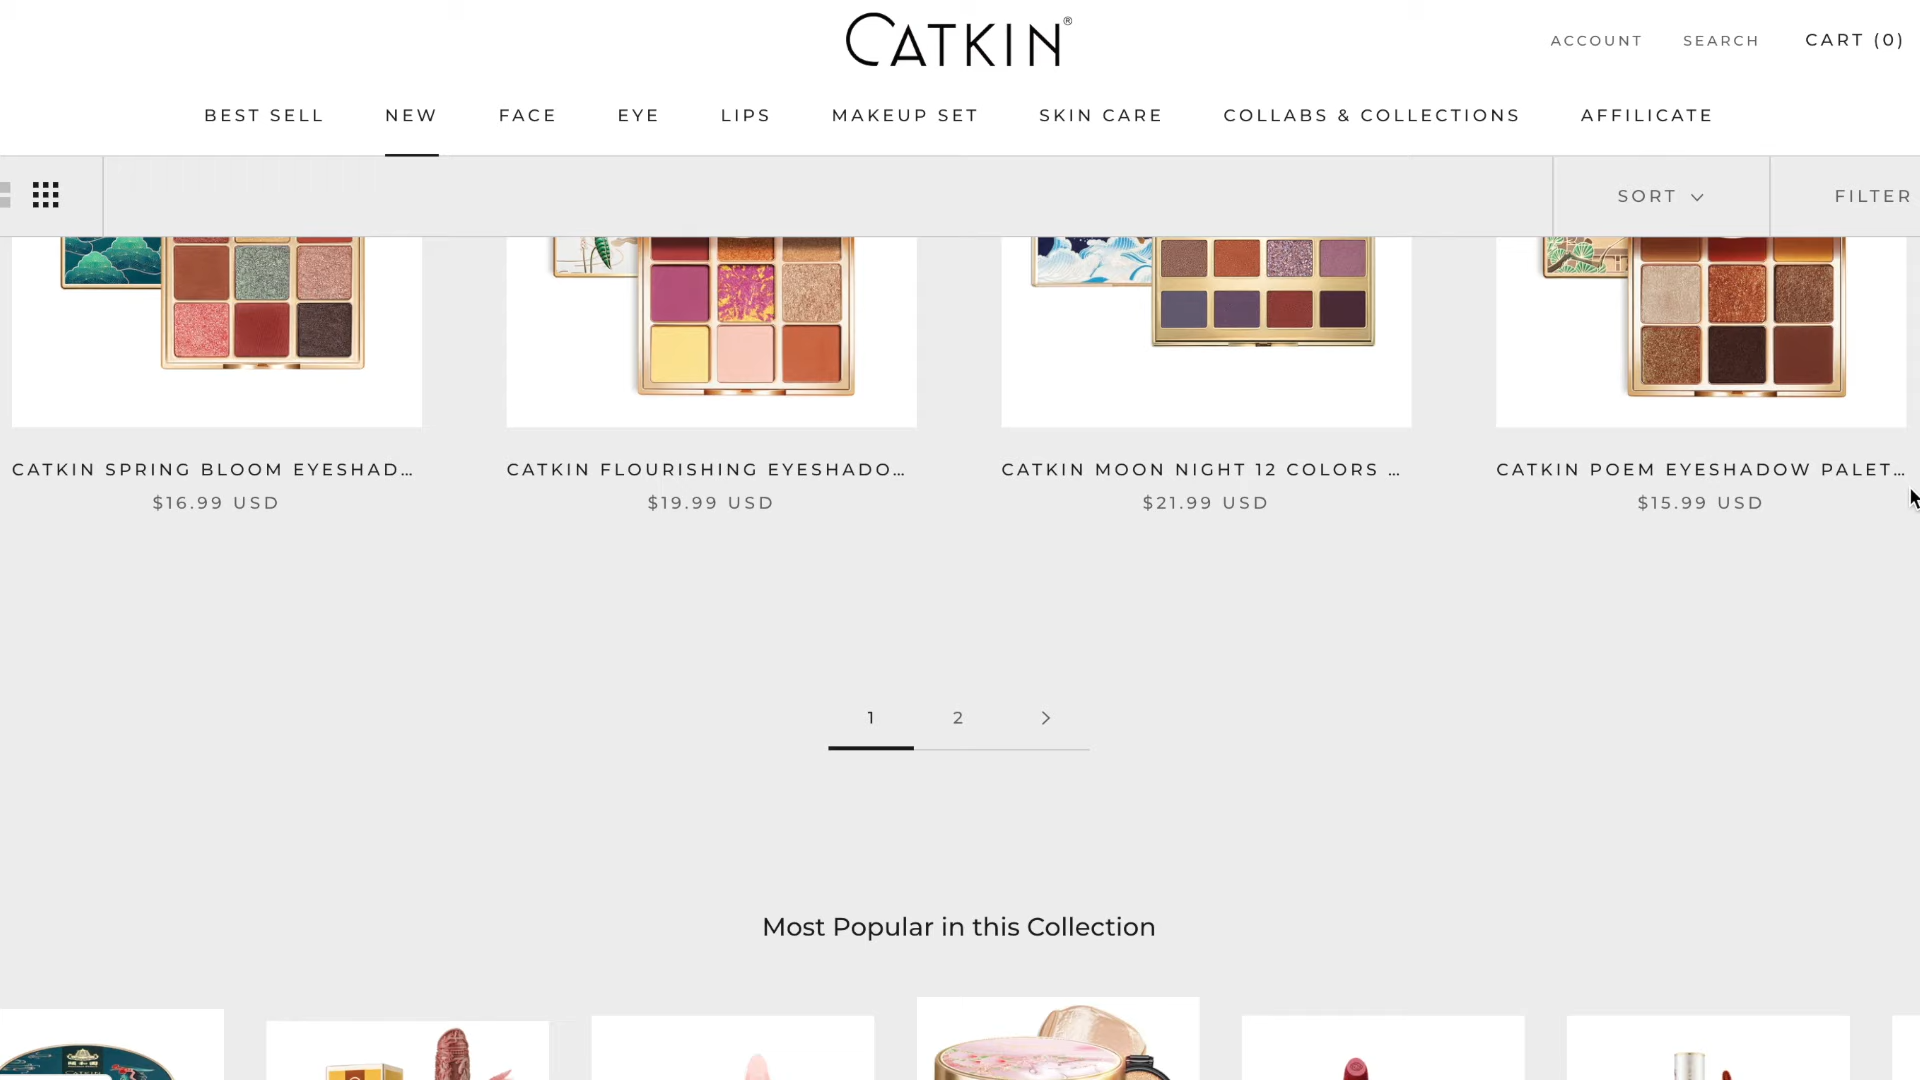 CATKIN®
ACCOUNT SEARCH CART (0)
BEST SELL NEW FACE EYE LIPS MAKEUP SET SKIN CARE COLLABS & COLLECTIONS AFFILICATE
SORT FILTER
CATKIN SPRING BLOOM EYESHAD... CATKIN FLOURISHING EYESHADO... CATKIN MOON NIGHT 12 COLORS ... CATKIN POEM EYESHADOW PALET...
$16.99 USD $19.99 USD $21.99 USD $15.99 USD
1 2
Most Popular in this Collection